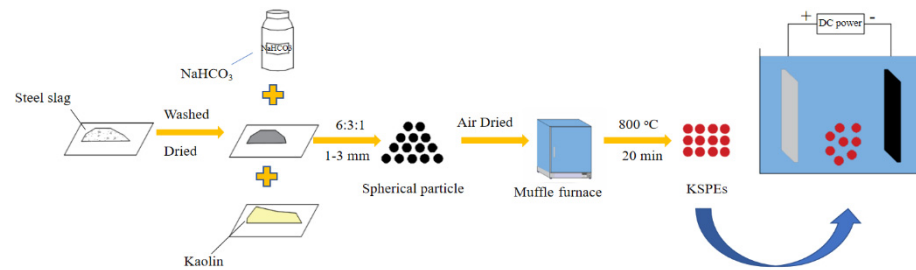 +
DC power
-
NaHCO3
NaHCO₃
Steel slag
Washed
Dried
6:3:1
1-3 mm
Air Dried
800 °C
20 min
Spherical particle
Muffle furnace
KSPEs
Kaolin